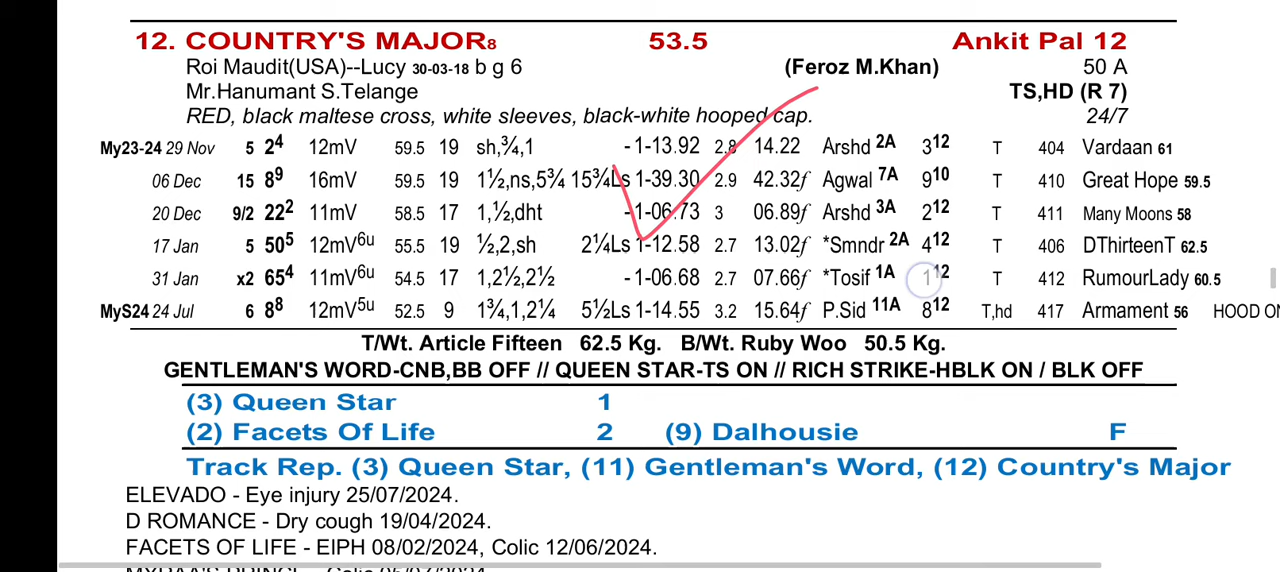 12. COUNTRY'S MAJOR8 53.5 Ankit Pal 12
Roi Maudit(USA)--Lucy 30-03-18 b g 6 (Feroz M.Khan) 50 A
Mr.Hanumant S.Telange TS,HD (R 7)
RED, black maltese cross, white sleeves, black-white hooped cap. 24/7
My23-24 29 Nov 5 2⁴ 12mV 59.5 19 sh,¾,1 -1-13.92 2.8 14.22 Arshd 2A 3¹² T 404 Vardaan 61
06 Dec 15 8⁹ 16mV 59.5 19 1½,ns,5¾ 15¾Ls 1-39.30 2.9 42.32f Agwal 7A 9¹⁰ T 410 Great Hope 59.5
20 Dec 9/2 22² 11mV 58.5 17 1,½,dht -1-06.73 3 06.89f Arshd 3A 2¹² T 411 Many Moons 58
17 Jan 5 50⁵ 12mV6u 55.5 19 ½,2,sh 2¼Ls 1-12.58 2.7 13.02f *Smndr 2A 4¹² T 406 DThirteenT 62.5
31 Jan x2 65⁴ 11mV6u 54.5 17 1,2½,2½ -1-06.68 2.7 07.66f *Tosif 1A 1¹² T 412 RumourLady 60.5
MyS24 24 Jul 6 8⁸ 12mV5u 52.5 9 1¾,1,2¼ 5½Ls 1-14.55 3.2 15.64f P.Sid 11A 8¹² T,hd 417 Armament 56 HOOD ON
T/Wt. Article Fifteen 62.5 Kg. B/Wt. Ruby Woo 50.5 Kg.
GENTLEMAN'S WORD-CNB,BB OFF // QUEEN STAR-TS ON // RICH STRIKE-HBLK ON / BLK OFF
(3) Queen Star 1
(2) Facets Of Life 2 (9) Dalhousie F
Track Rep. (3) Queen Star, (11) Gentleman's Word, (12) Country's Major
ELEVADO - Eye injury 25/07/2024.
D ROMANCE - Dry cough 19/04/2024.
FACETS OF LIFE - EIPH 08/02/2024, Colic 12/06/2024.